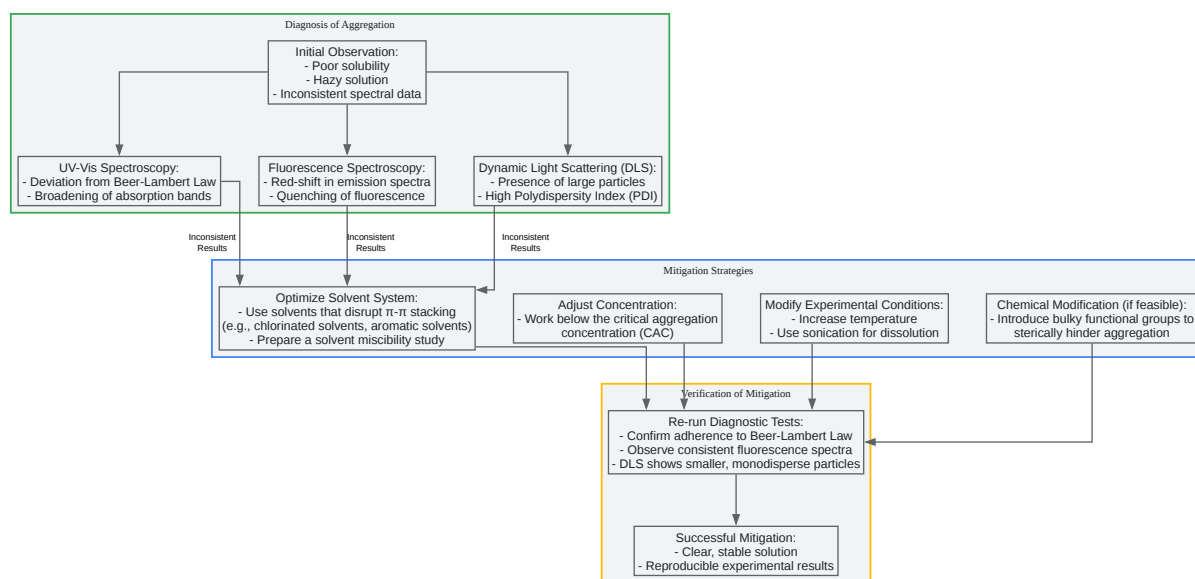 Diagnosis of Aggregation
Initial Observation:
- Poor solubility
- Hazy solution
- Inconsistent spectral data
UV-Vis Spectroscopy:
- Deviation from Beer-Lambert Law
- Broadening of absorption bands
Fluorescence Spectroscopy:
- Red-shift in emission spectra
- Quenching of fluorescence
Dynamic Light Scattering (DLS):
- Presence of large particles
- High Polydispersity Index (PDI)
Inconsistent
Results
Inconsistent
Results
Inconsistent
Results
Mitigation Strategies
Optimize Solvent System:
- Use solvents that disrupt π-π stacking
(e.g., chlorinated solvents, aromatic solvents)
- Prepare a solvent miscibility study
Adjust Concentration:
- Work below the critical aggregation
concentration (CAC)
Modify Experimental Conditions:
- Increase temperature
- Use sonication for dissolution
Chemical Modification (if feasible):
- Introduce bulky functional groups to
sterically hinder aggregation
Verification of Mitigation
Re-run Diagnostic Tests:
- Confirm adherence to Beer-Lambert Law
- Observe consistent fluorescence spectra
- DLS shows smaller, monodisperse particles
Successful Mitigation:
- Clear, stable solution
- Reproducible experimental results